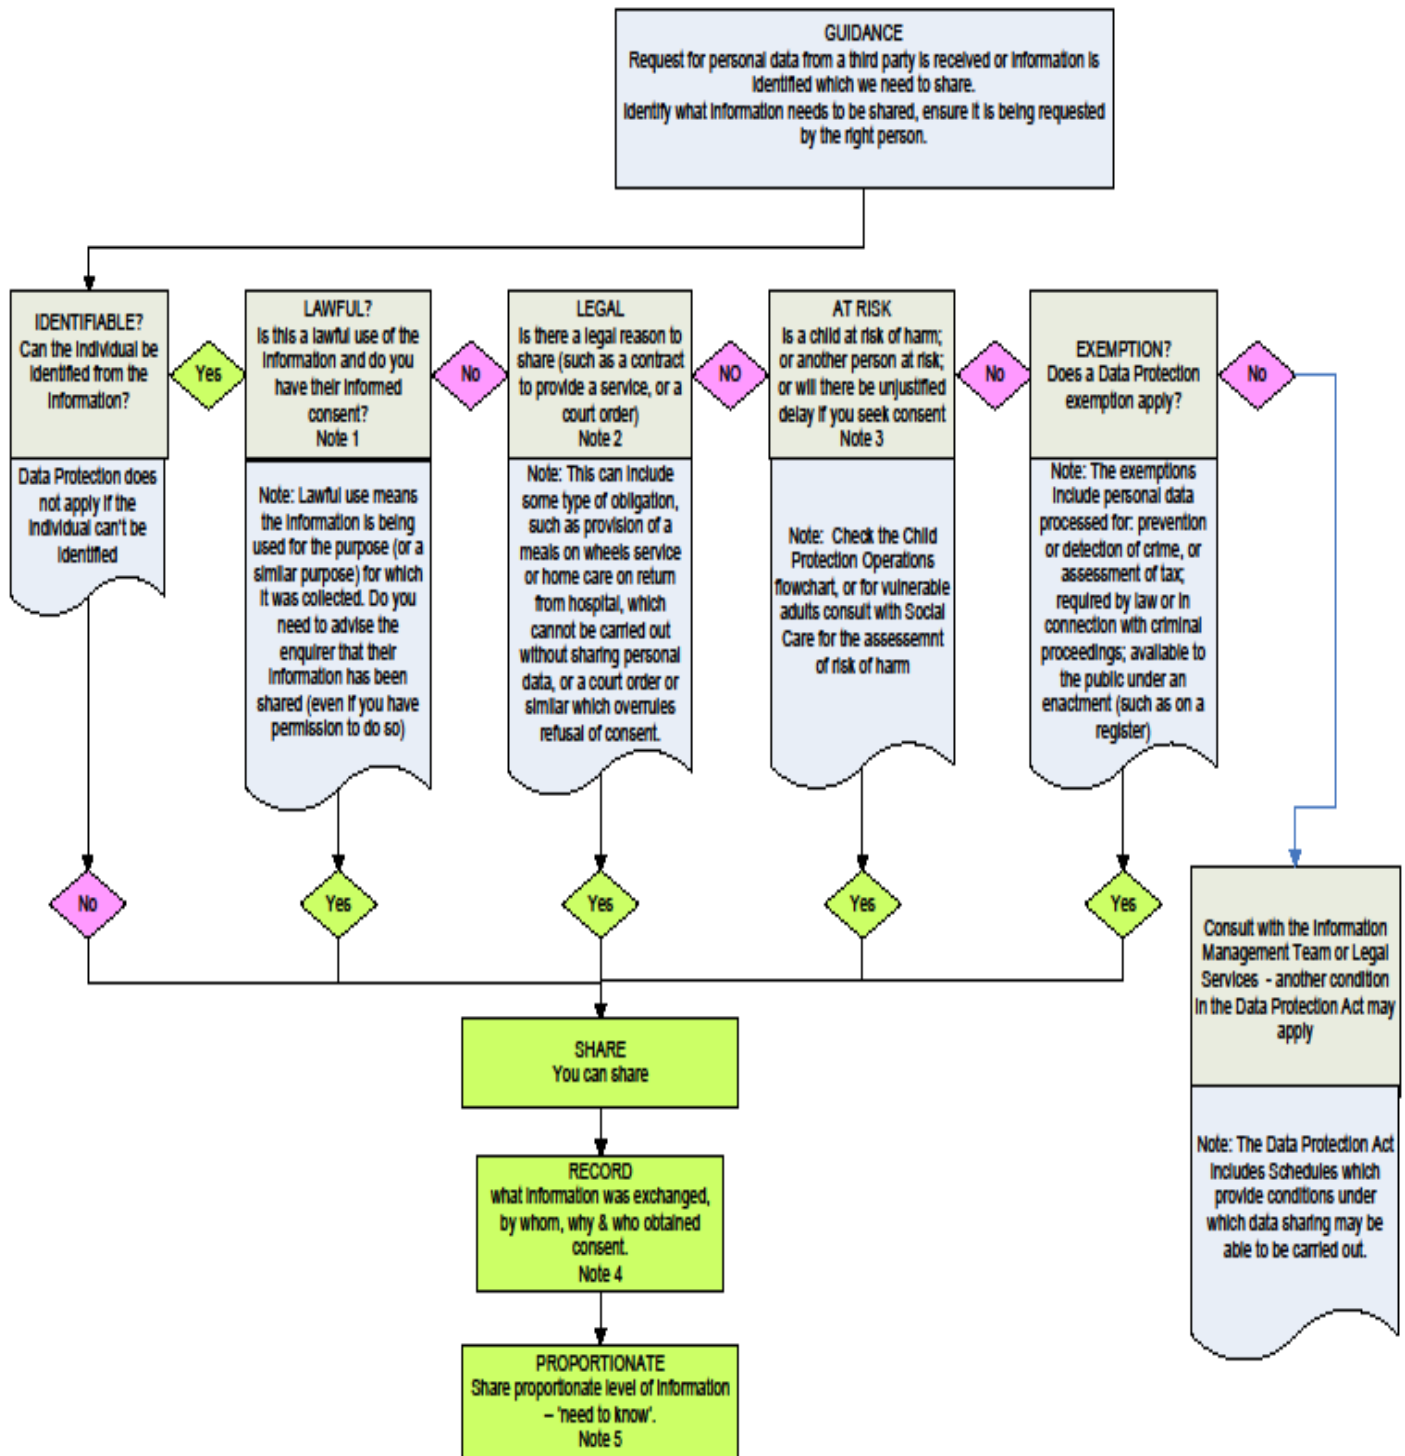 GUIDANCE
Request for personal data from a third party is received or information is
identified which we need to share.
Identify what information needs to be shared, ensure it is being requested
by the right person.
IDENTIFIABLE?
Can the individual be
identified from the
information?
Yes
LAWFUL?
Is this a lawful use of the
information and do you
have their informed
consent?
Note 1
No
LEGAL
Is there a legal reason to
share (such as a contract
to provide a service, or a
court order)
Note 2
NO
AT RISK
Is a child at risk of harm;
or another person at risk;
or will there be unjustified
delay if you seek consent
Note 3
No
EXEMPTION?
Does a Data Protection
exemption apply?
No
Data Protection does
not apply if the
individual can't be
identified
Note: Lawful use means
the information is being
used for the purpose (or a
similar purpose) for which
it was collected. Do you
need to advise the
enquirer that their
information has been
shared (even if you have
permission to do so)
Note: This can include
some type of obligation,
such as provision of a
meals on wheels service
or home care on return
from hospital, which
cannot be carried out
without sharing personal
data, or a court order or
similar which overrules
refusal of consent.
Note: Check the Child
Protection Operations
flowchart, or for vulnerable
adults consult with Social
Care for the assessemnt
of risk of harm
Note: The exemptions
include personal data
processed for: prevention
or detection of crime, or
assessment of tax;
required by law or in
connection with criminal
proceedings; available to
the public under an
enactment (such as on a
register)
No
Yes
Yes
Yes
Yes
Consult with the Information
Management Team or Legal
Services - another condition
in the Data Protection Act may
apply
Note: The Data Protection Act
includes Schedules which
provide conditions under
which data sharing may be
able to be carried out.
SHARE
You can share
RECORD
what information was exchanged,
by whom, why & who obtained
consent.
Note 4
PROPORTIONATE
Share proportionate level of information
– 'need to know'.
Note 5